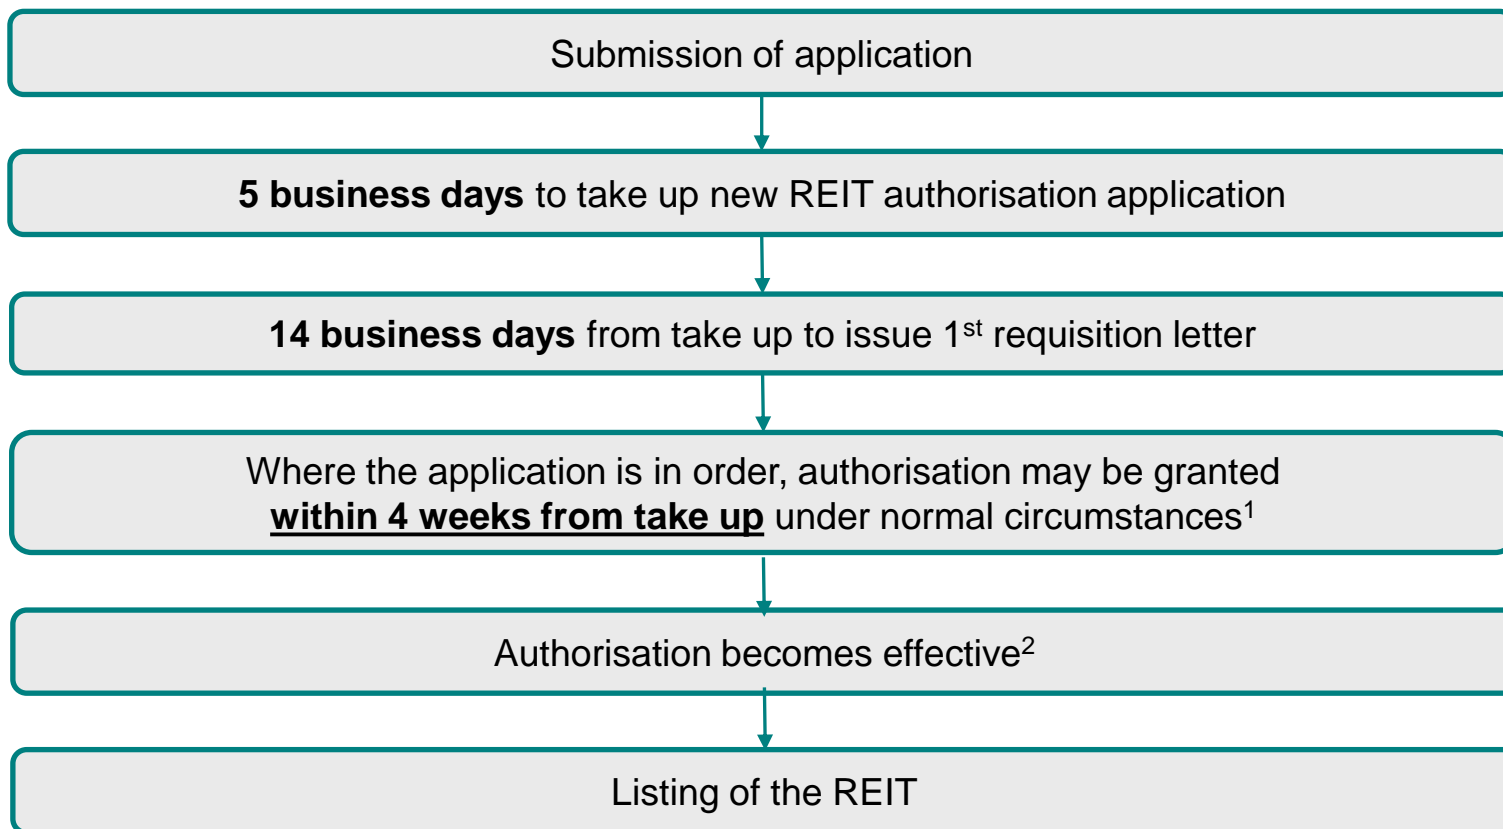 Submission of application
5 business days to take up new REIT authorisation application
14 business days from take up to issue 1st requisition letter
Where the application is in order, authorisation may be granted
within 4 weeks from take up under normal circumstances1
Authorisation becomes effective2
Listing of the REIT